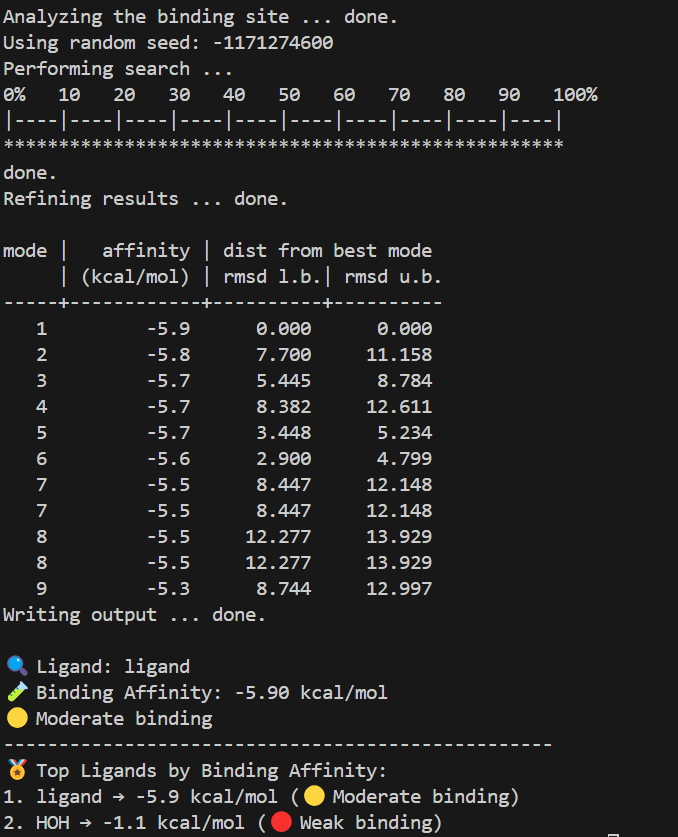 Analyzing the binding site ... done.
Using random seed: -1171274600
Performing search ...
0%   10   20   30   40   50   60   70   80   90   100%
|----|----|----|----|----|----|----|----|----|----|
***************************************************
done.
Refining results ... done.

mode |   affinity | dist from best mode
     | (kcal/mol) | rmsd l.b.| rmsd u.b.
-----+------------+----------+----------
   1         -5.9      0.000      0.000
   2         -5.8      7.700     11.158
   3         -5.7      5.445      8.784
   4         -5.7      8.382     12.611
   5         -5.7      3.448      5.234
   6         -5.6      2.900      4.799
   7         -5.5      8.447     12.148
   7         -5.5      8.447     12.148
   8         -5.5     12.277     13.929
   8         -5.5     12.277     13.929
   9         -5.3      8.744     12.997
Writing output ... done.

🔍 Ligand: ligand
🧪 Binding Affinity: -5.90 kcal/mol
🟡 Moderate binding
--------------------------------------------------
🏅 Top Ligands by Binding Affinity:
1. ligand → -5.9 kcal/mol (🟡 Moderate binding)
2. HOH → -1.1 kcal/mol (🔴 Weak binding)